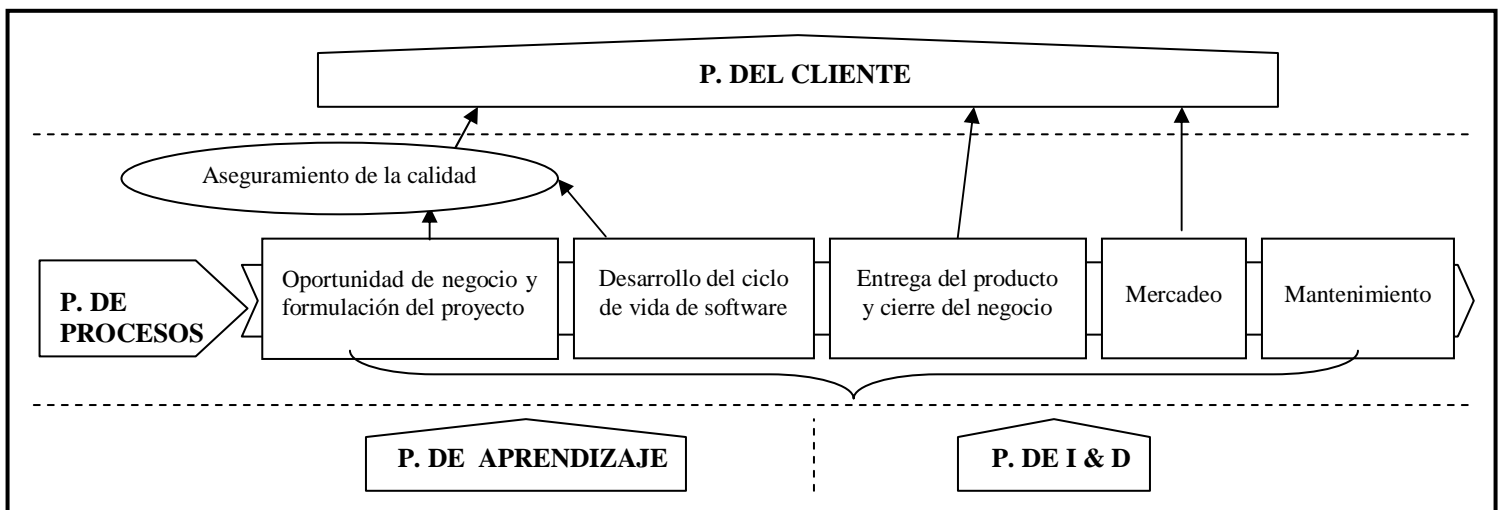 P. DEL CLIENTE
Aseguramiento de la calidad
P. DE
PROCESOS
Oportunidad de negocio y
formulación del proyecto
Desarrollo del ciclo
de vida de software
Entrega del producto
y cierre del negocio
Mercadeo
Mantenimiento
P. DE APRENDIZAJE
P. DE I & D